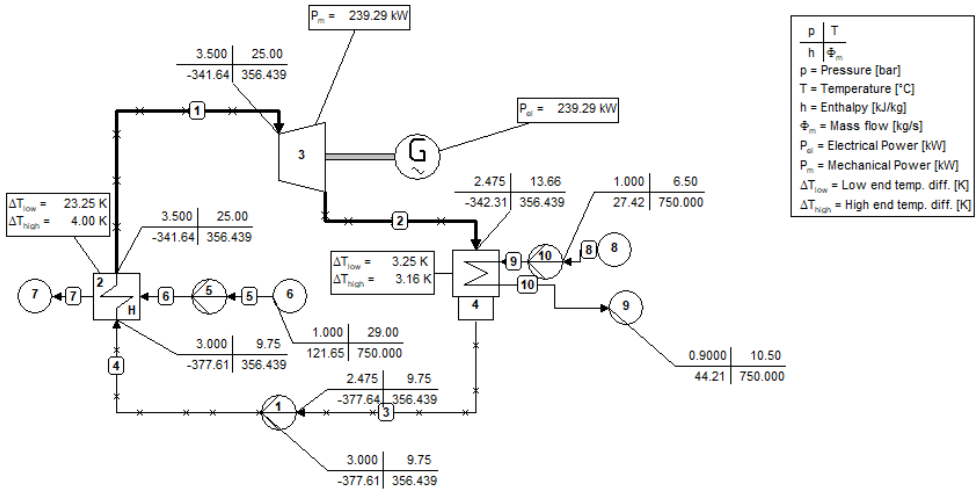 P_m = 239.29 kW
p T
h Φ_m
p = Pressure [bar]
T = Temperature [°C]
h = Enthalpy [kJ/kg]
Φ_m = Mass flow [kg/s]
P_el = Electrical Power [kW]
P_m = Mechanical Power [kW]
ΔT_low = Low end temp. diff. [K]
ΔT_high = High end temp. diff. [K]
3.500 25.00
-341.64 356.439
1
P_el = 239.29 kW
3
G
~
ΔT_low = 23.25 K
ΔT_high = 4.00 K
3.500 25.00
-341.64 356.439
2.475 13.66
-342.31 356.439
1.000 6.50
27.42 750.000
2
ΔT_low = 3.25 K
ΔT_high = 3.16 K
9
10
8
8
10
4
9
2
H
7
7
6
5
5
6
1.000 29.00
121.65 750.000
3.000 9.75
-377.61 356.439
4
0.9000 10.50
44.21 750.000
2.475 9.75
-377.64 356.439
1
3
3.000 9.75
-377.61 356.439